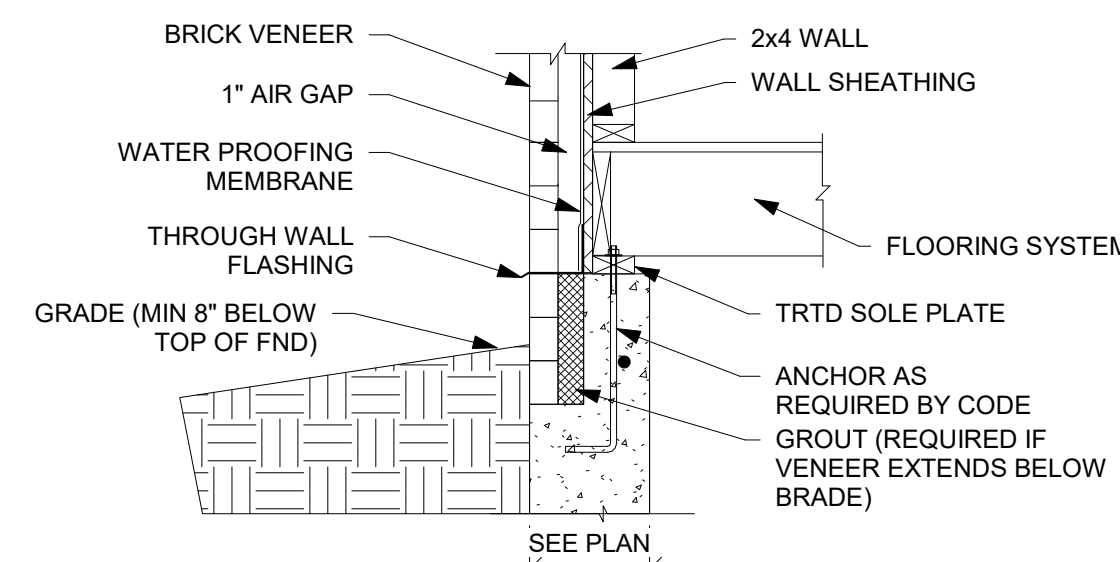 BRICK VENEER
1" AIR GAP
WATER PROOFING
MEMBRANE
THROUGH WALL
FLASHING
GRADE (MIN 8" BELOW
TOP OF FND)
2x4 WALL
WALL SHEATHING
FLOORING SYSTEM
TRTD SOLE PLATE
ANCHOR AS
REQUIRED BY CODE
GROUT (REQUIRED IF
VENEER EXTENDS BELOW
BRADE)
SEE PLAN